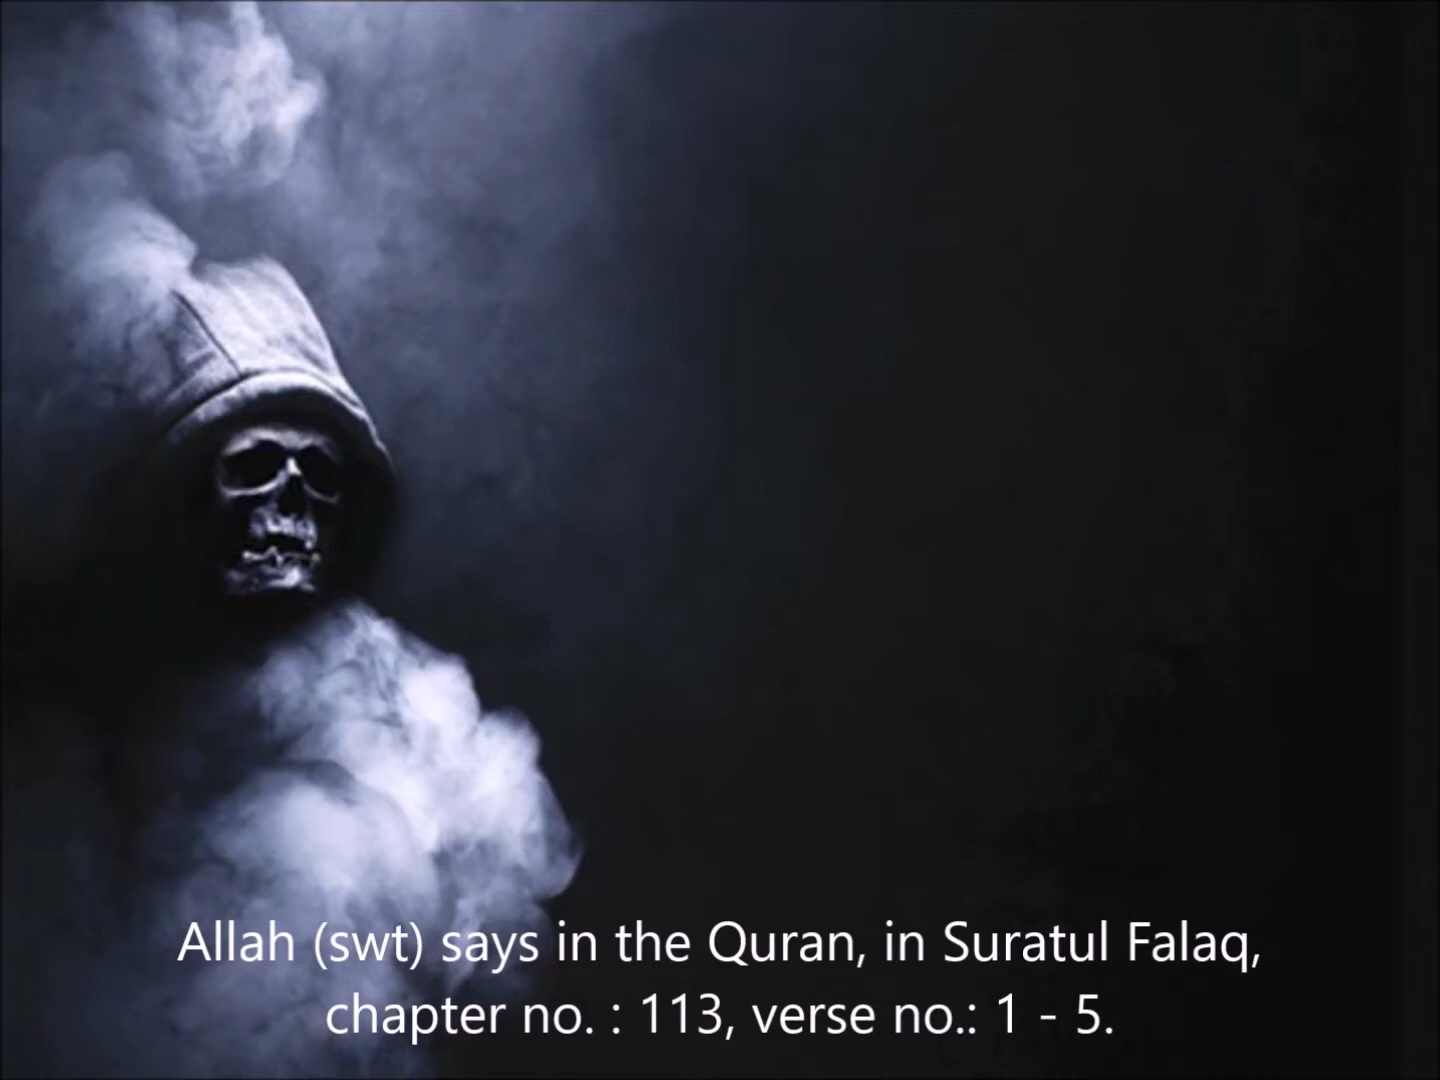 Allah (swt) says in the Quran, in Suratul Falaq,
chapter no. : 113, verse no.: 1 - 5.